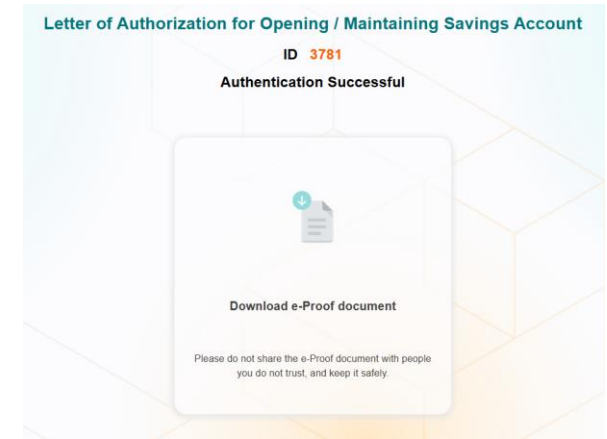 Letter of Authorization for Opening / Maintaining Savings Account
ID 3781
Authentication Successful
Download e-Proof document
Please do not share the e-Proof document with people
you do not trust, and keep it safely.